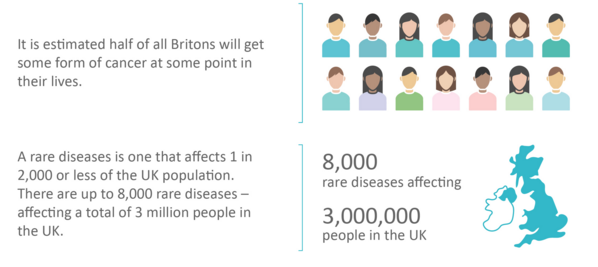 It is estimated half of all Britons will get
some form of cancer at some point in
their lives.
A rare diseases is one that affects 1 in
2,000 or less of the UK population.
There are up to 8,000 rare diseases –
affecting a total of 3 million people in
the UK.
8,000
rare diseases affecting
3,000,000
people in the UK